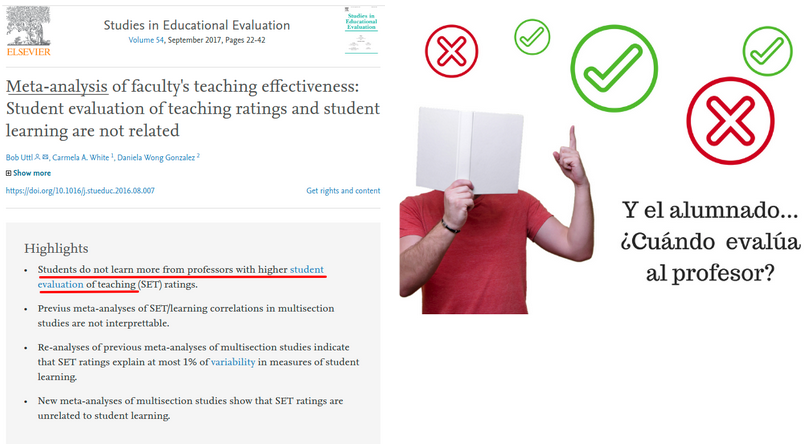 ELSEVIER
Studies in Educational Evaluation
Volume 54, September 2017, Pages 22-42
Studies in
Educational
Evaluation
Meta-analysis of faculty's teaching effectiveness:
Student evaluation of teaching ratings and student
learning are not related
Bob Uttl, Carmela A. White 1, Daniela Wong Gonzalez 2
Show more
https://doi.org/10.1016/j.stueduc.2016.08.007
Get rights and content
Highlights
• Students do not learn more from professors with higher student
evaluation of teaching (SET) ratings.
• Previus meta-analyses of SET/learning correlations in multisection
studies are not interprettable.
• Re-analyses of previous meta-analyses of multisection studies indicate
that SET ratings explain at most 1% of variability in measures of student
learning.
• New meta-analyses of multisection studies show that SET ratings are
unrelated to student learning.
Y el alumnado...
¿Cuándo evalúa
al profesor?